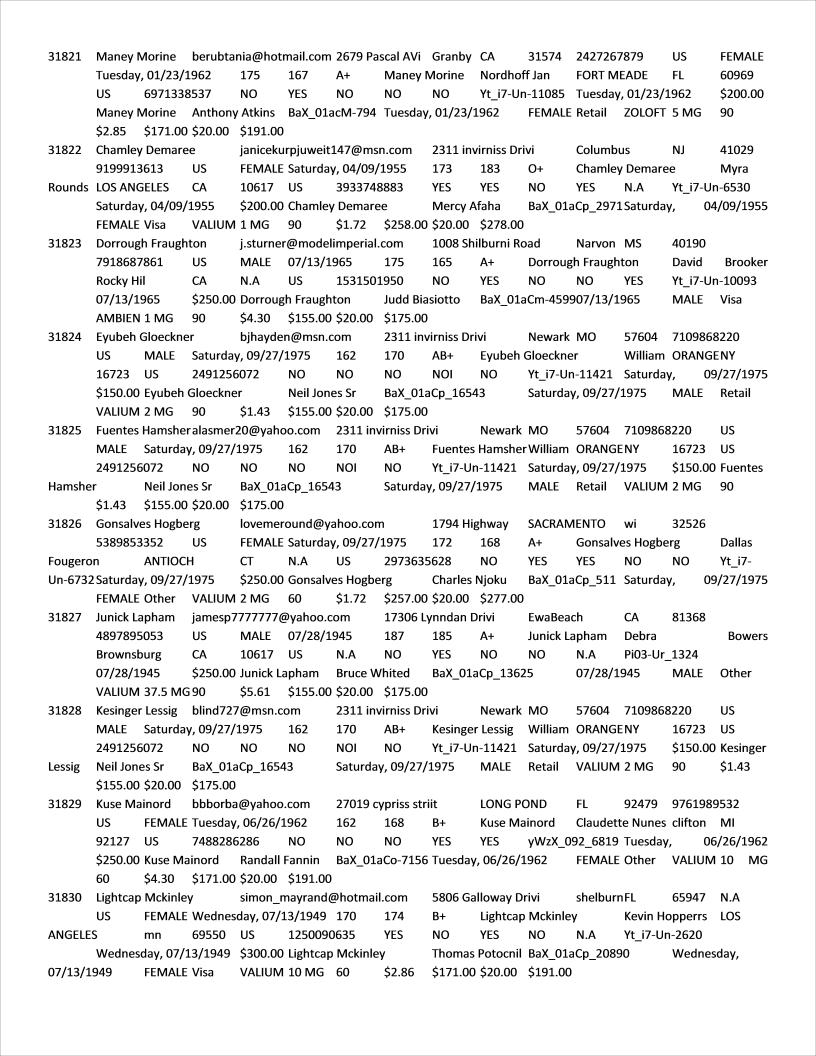 31821 Maney Morine berubtania@hotmail.com 2679 Pascal AVi Granby CA 31574 2427267879 US FEMALE
Tuesday, 01/23/1962 175 167 A+ Maney Morine Nordhoff Jan FORT MEADE FL 60969
US 6971338537 NO YES NO NO NO Yt_i7-Un-11085 Tuesday, 01/23/1962 $200.00
Maney Morine Anthony Atkins BaX_01acM-794 Tuesday, 01/23/1962 FEMALE Retail ZOLOFT 5 MG 90
$2.85 $171.00 $20.00 $191.00
31822 Chamley Demaree janicekurpjuweit147@msn.com 2311 invirniss Drivi Columbus NJ 41029
9199913613 US FEMALE Saturday, 04/09/1955 173 183 O+ Chamley Demaree Myra
Rounds LOS ANGELES CA 10617 US 3933748883 YES YES NO YES N.A Yt_i7-Un-6530
Saturday, 04/09/1955 $200.00 Chamley Demaree Mercy Afaha BaX_01aCp_2971 Saturday, 04/09/1955
FEMALE Visa VALIUM 1 MG 90 $1.72 $258.00 $20.00 $278.00
31823 Dorrough Fraughton j.sturner@modelimperial.com 1008 Shilburni Road Narvon MS 40190
7918687861 US MALE 07/13/1965 175 165 A+ Dorrough Fraughton David Brooker
Rocky Hil CA N.A US 1531501950 NO YES NO NO YES Yt_i7-Un-10093
07/13/1965 $250.00 Dorrough Fraughton Judd Biasiotto BaX_01aCm-4599 07/13/1965 MALE Visa
AMBIEN 1 MG 90 $4.30 $155.00 $20.00 $175.00
31824 Eyubeh Gloeckner bjhayden@msn.com 2311 invirniss Drivi Newark MO 57604 7109868220
US MALE Saturday, 09/27/1975 162 170 AB+ Eyubeh Gloeckner William ORANGE NY
16723 US 2491256072 NO NO NO NOI NO Yt_i7-Un-11421 Saturday, 09/27/1975
$150.00 Eyubeh Gloeckner Neil Jones Sr BaX_01aCp_16543 Saturday, 09/27/1975 MALE Retail
VALIUM 2 MG 90 $1.43 $155.00 $20.00 $175.00
31825 Fuentes Hamsher alasmer20@yahoo.com 2311 invirniss Drivi Newark MO 57604 7109868220 US
MALE Saturday, 09/27/1975 162 170 AB+ Fuentes Hamsher William ORANGE NY 16723 US
2491256072 NO NO NO NOI NO Yt_i7-Un-11421 Saturday, 09/27/1975 $150.00 Fuentes
Hamsher Neil Jones Sr BaX_01aCp_16543 Saturday, 09/27/1975 MALE Retail VALIUM 2 MG 90
$1.43 $155.00 $20.00 $175.00
31826 Gonsalves Hogberg lovemeround@yahoo.com 1794 Highway SACRAMENTO wi 32526
5389853352 US FEMALE Saturday, 09/27/1975 172 168 A+ Gonsalves Hogberg Dallas
Fougeron ANTIOCH CT N.A US 2973635628 NO YES YES NO NO Yt_i7-
Un-6732 Saturday, 09/27/1975 $250.00 Gonsalves Hogberg Charles Njoku BaX_01aCp_511 Saturday, 09/27/1975
FEMALE Other VALIUM 2 MG 60 $1.72 $257.00 $20.00 $277.00
31827 Junick Lapham jamesp7777777@yahoo.com 17306 Lynndan Drivi EwaBeach CA 81368
4897895053 US MALE 07/28/1945 187 185 A+ Junick Lapham Debra Bowers
Brownsburg CA 10617 US N.A NO YES NO NO N.A Pi03-Ur_1324
07/28/1945 $250.00 Junick Lapham Bruce Whited BaX_01aCp_13625 07/28/1945 MALE Other
VALIUM 37.5 MG 90 $5.61 $155.00 $20.00 $175.00
31828 Kesinger Lessig blind727@msn.com 2311 invirniss Drivi Newark MO 57604 7109868220 US
MALE Saturday, 09/27/1975 162 170 AB+ Kesinger Lessig William ORANGE NY 16723 US
2491256072 NO NO NO NOI NO Yt_i7-Un-11421 Saturday, 09/27/1975 $150.00 Kesinger
Lessig Neil Jones Sr BaX_01aCp_16543 Saturday, 09/27/1975 MALE Retail VALIUM 2 MG 90 $1.43
$155.00 $20.00 $175.00
31829 Kuse Mainord bbborba@yahoo.com 27019 cypriss striit LONG POND FL 92479 9761989532
US FEMALE Tuesday, 06/26/1962 162 168 B+ Kuse Mainord Claudette Nunes clifton MI
92127 US 7488286286 NO NO NO YES YES yWzX_092_6819 Tuesday, 06/26/1962
$250.00 Kuse Mainord Randall Fannin BaX_01aCo-7156 Tuesday, 06/26/1962 FEMALE Other VALIUM 10 MG
60 $4.30 $171.00 $20.00 $191.00
31830 Lightcap Mckinley simon_mayrand@hotmail.com 5806 Galloway Drivi shelburn FL 65947 N.A
US FEMALE Wednesday, 07/13/1949 170 174 B+ Lightcap Mckinley Kevin Hopperrs LOS
ANGELES mn 69550 US 1250090635 YES NO YES NO N.A Yt_i7-Un-2620
Wednesday, 07/13/1949 $300.00 Lightcap Mckinley Thomas Potocnil BaX_01aCp_20890 Wednesday,
07/13/1949 FEMALE Visa VALIUM 10 MG 60 $2.86 $171.00 $20.00 $191.00